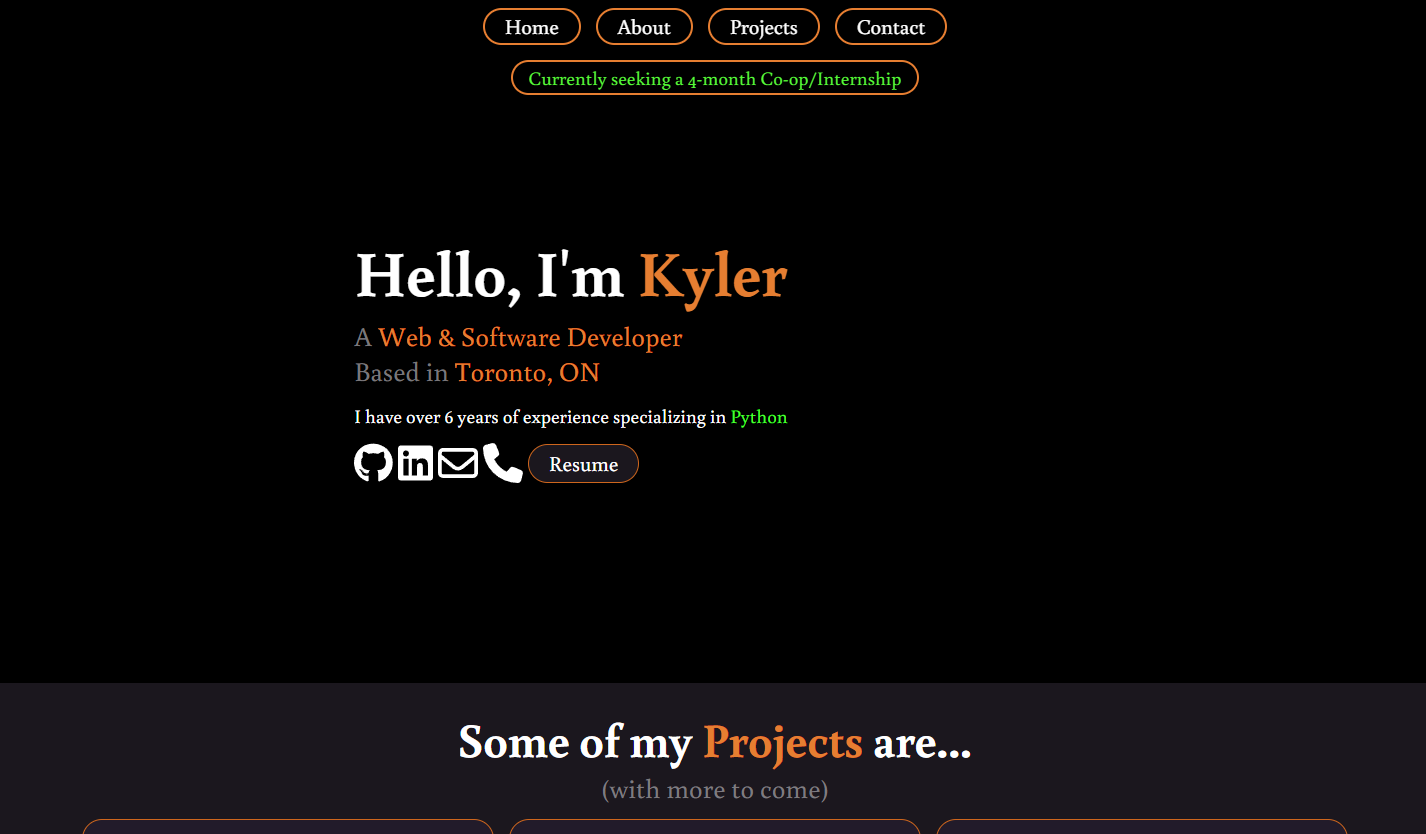 Home About Projects Contact
Currently seeking a 4-month Co-op/Internship
Hello, I'm Kyler
A Web & Software Developer
Based in Toronto, ON
I have over 6 years of experience specializing in Python
in Resume
Some of my Projects are...
(with more to come)